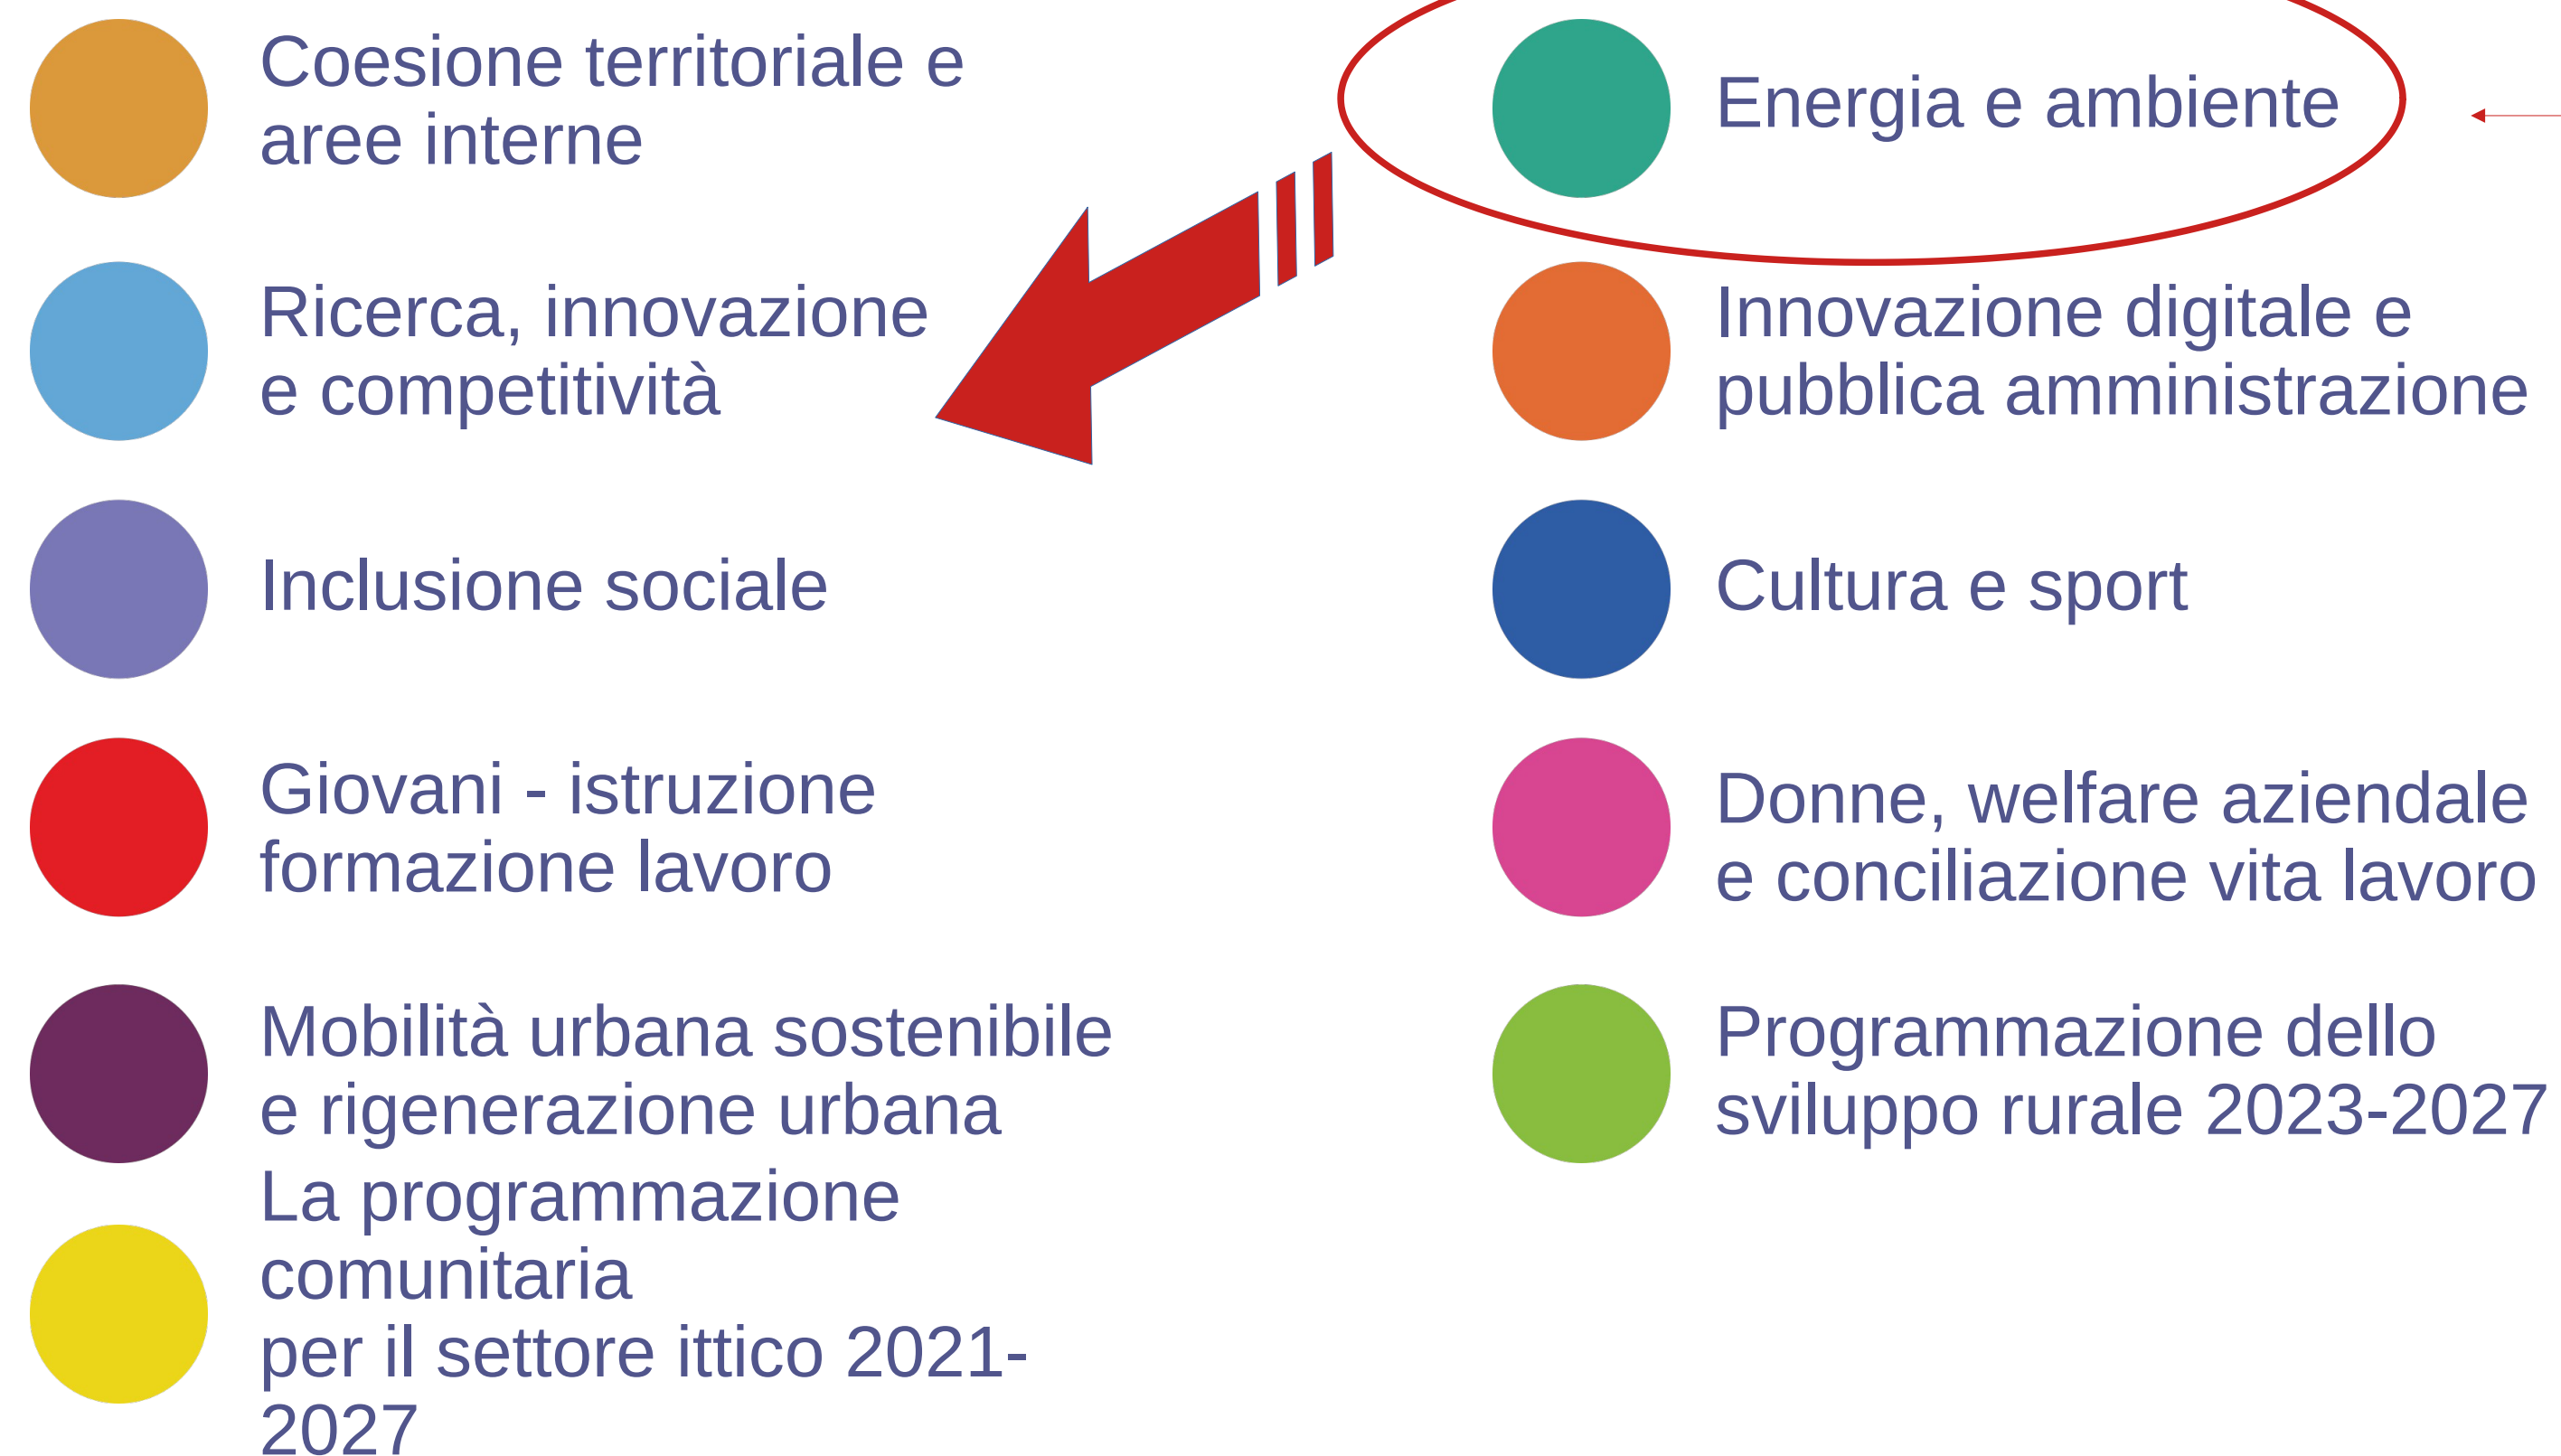 Coesione territoriale e
aree interne
Ricerca, innovazione
e competitività
Inclusione sociale
Giovani - istruzione
formazione lavoro
Mobilità urbana sostenibile
e rigenerazione urbana
La programmazione
comunitaria
per il settore ittico 2021-
2027
Energia e ambiente
Innovazione digitale e
pubblica amministrazione
Cultura e sport
Donne, welfare aziendale
e conciliazione vita lavoro
Programmazione dello
sviluppo rurale 2023-2027